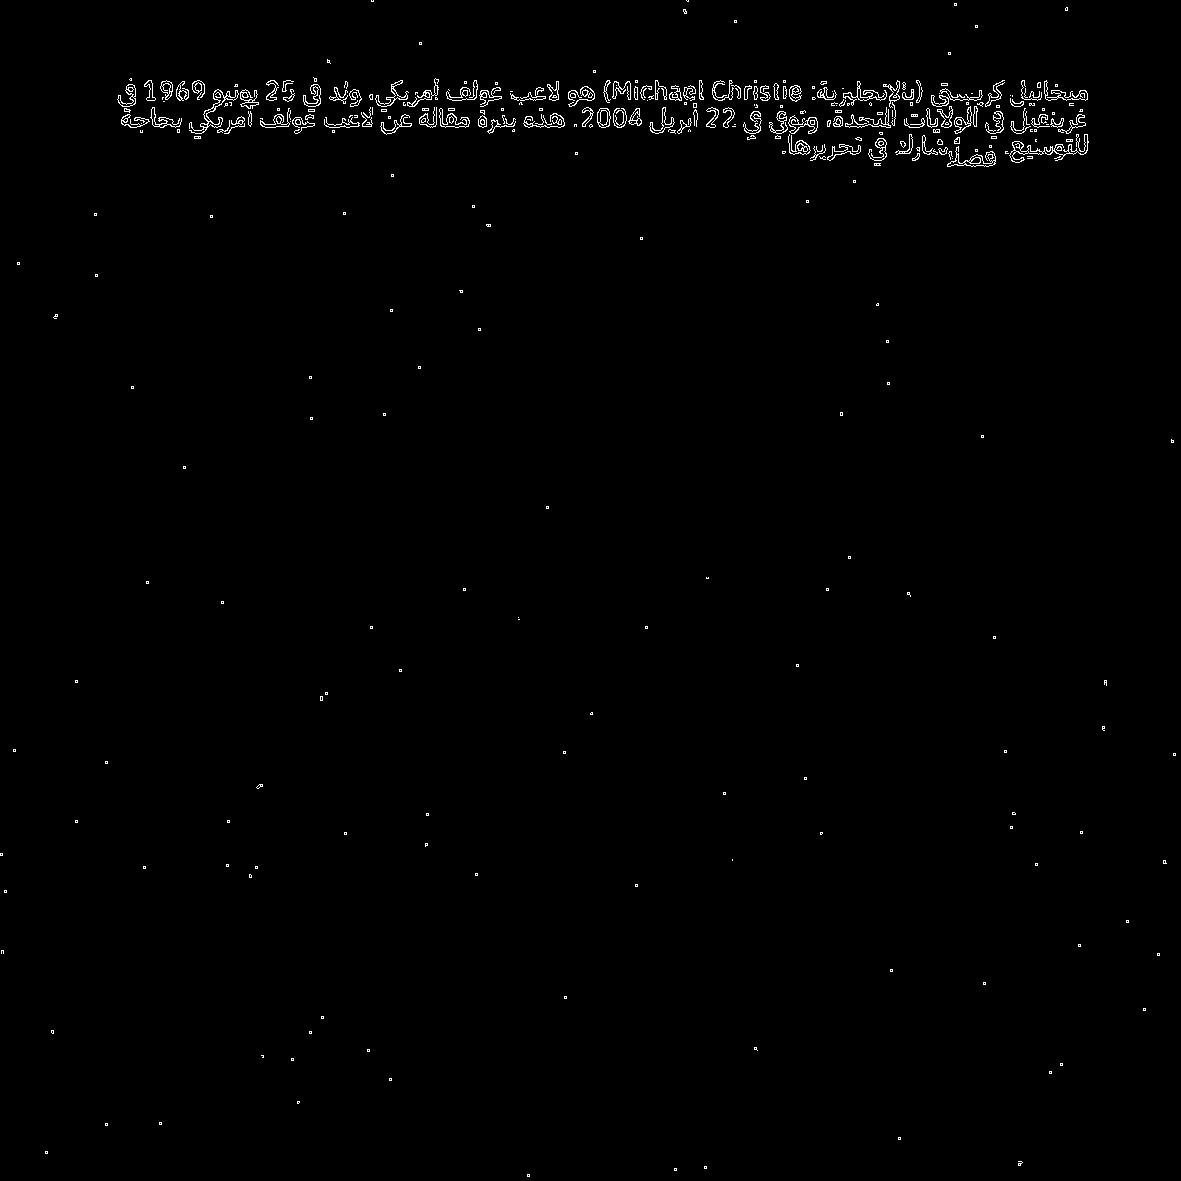 ميخائيل كريستي (بالإنجليزية: Michael Christie) هو لاعب غولف أمريكي، ولد في 25 يونيو 1969 في
غرينفيل في الولايات المتحدة، وتوفي في 22 أبريل 2004. هذه بذرة مقالة عن لاعب غولف أمريكي بحاجة
للتوسيع. فضلًا شارك في تحريرها.